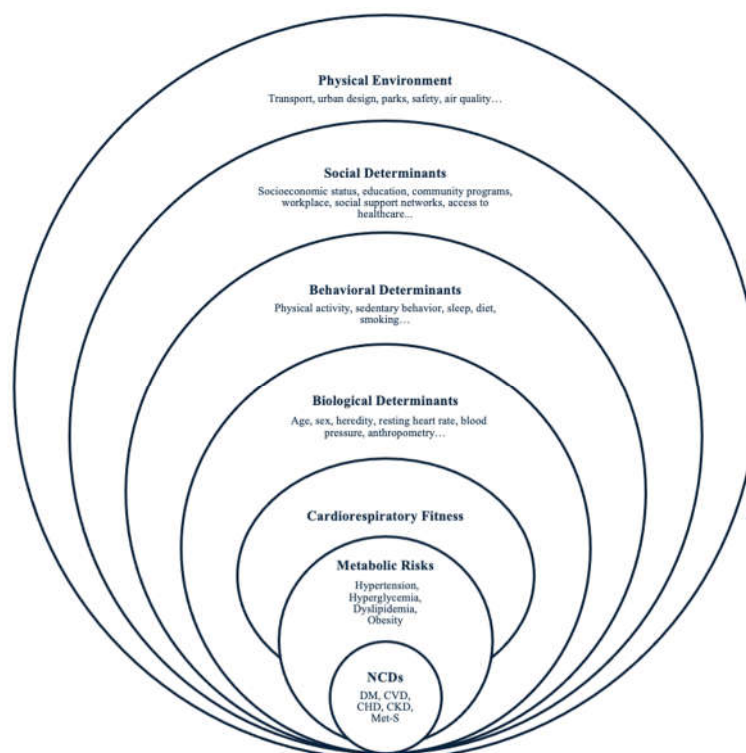 Physical Environment
Transport, urban design, parks, safety, air quality…
Social Determinants
Socioeconomic status, education, community programs,
workplace, social support networks, access to
healthcare...
Behavioral Determinants
Physical activity, sedentary behavior, sleep, diet,
smoking…
Biological Determinants
Age, sex, heredity, resting heart rate, blood
pressure, anthropometry…
Cardiorespiratory Fitness
Metabolic Risks
Hypertension,
Hyperglycemia,
Dyslipidemia,
Obesity
NCDs
DM, CVD,
CHD, CKD,
Met-S